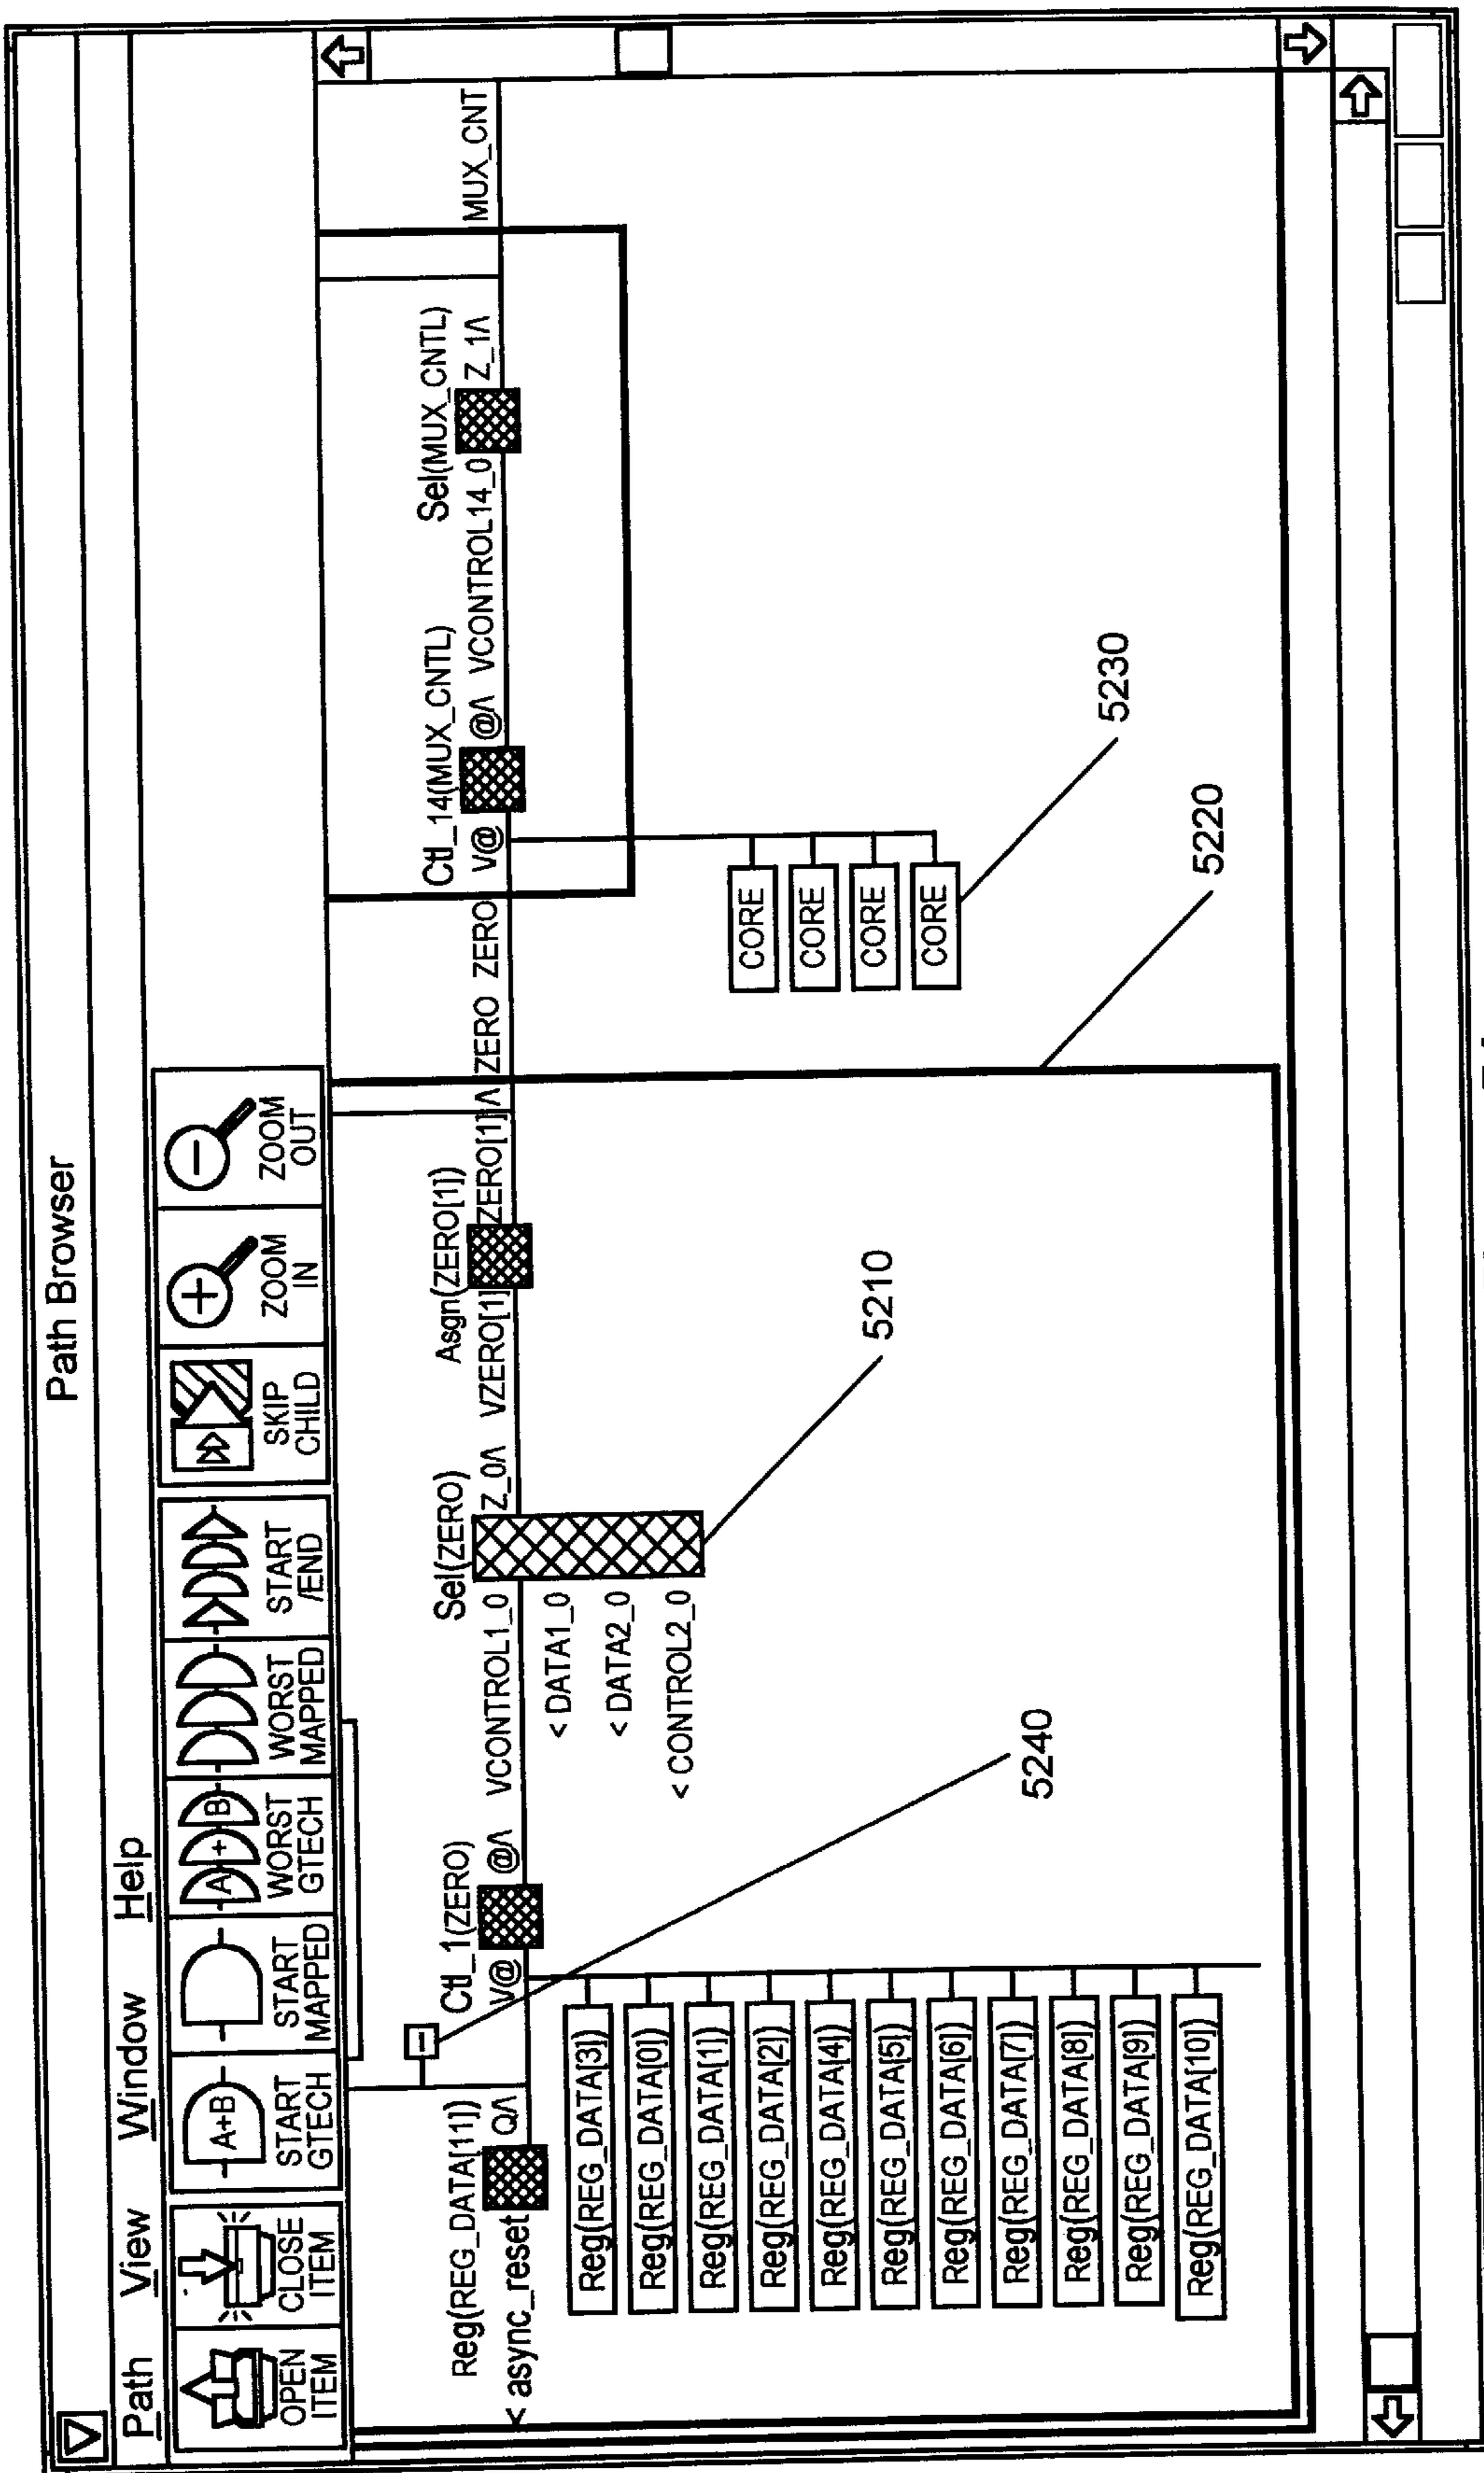 Path Browser
Path View Window Help
OPEN ITEM
CLOSE ITEM
A+B
START GTECH
START MAPPED
A + B
WORST GTECH
WORST MAPPED
START /END
SKIP CHILD
ZOOM IN
ZOOM OUT
Reg(REG_DATA[11])
< async_reset
QΛ
Ctl_1(ZERO)
V@
@Λ
VCONTROL1_0
Sel(ZERO)
Z_0Λ
< DATA1_0
< DATA2_0
< CONTROL2_0
Asgn(ZERO[1])
VZERO[1]
ZERO[1]Λ
ZERO
ZERO
Ctl_14(MUX_CNTL)
V@
@Λ
VCONTROL14_0
Sel(MUX_CNTL)
Z_1Λ
MUX_CNT
Reg(REG_DATA[3])
Reg(REG_DATA[0])
Reg(REG_DATA[1])
Reg(REG_DATA[2])
Reg(REG_DATA[4])
Reg(REG_DATA[5])
Reg(REG_DATA[6])
Reg(REG_DATA[7])
Reg(REG_DATA[8])
Reg(REG_DATA[9])
Reg(REG_DATA[10])
CORE
CORE
CORE
CORE
5240
5210
5220
5230